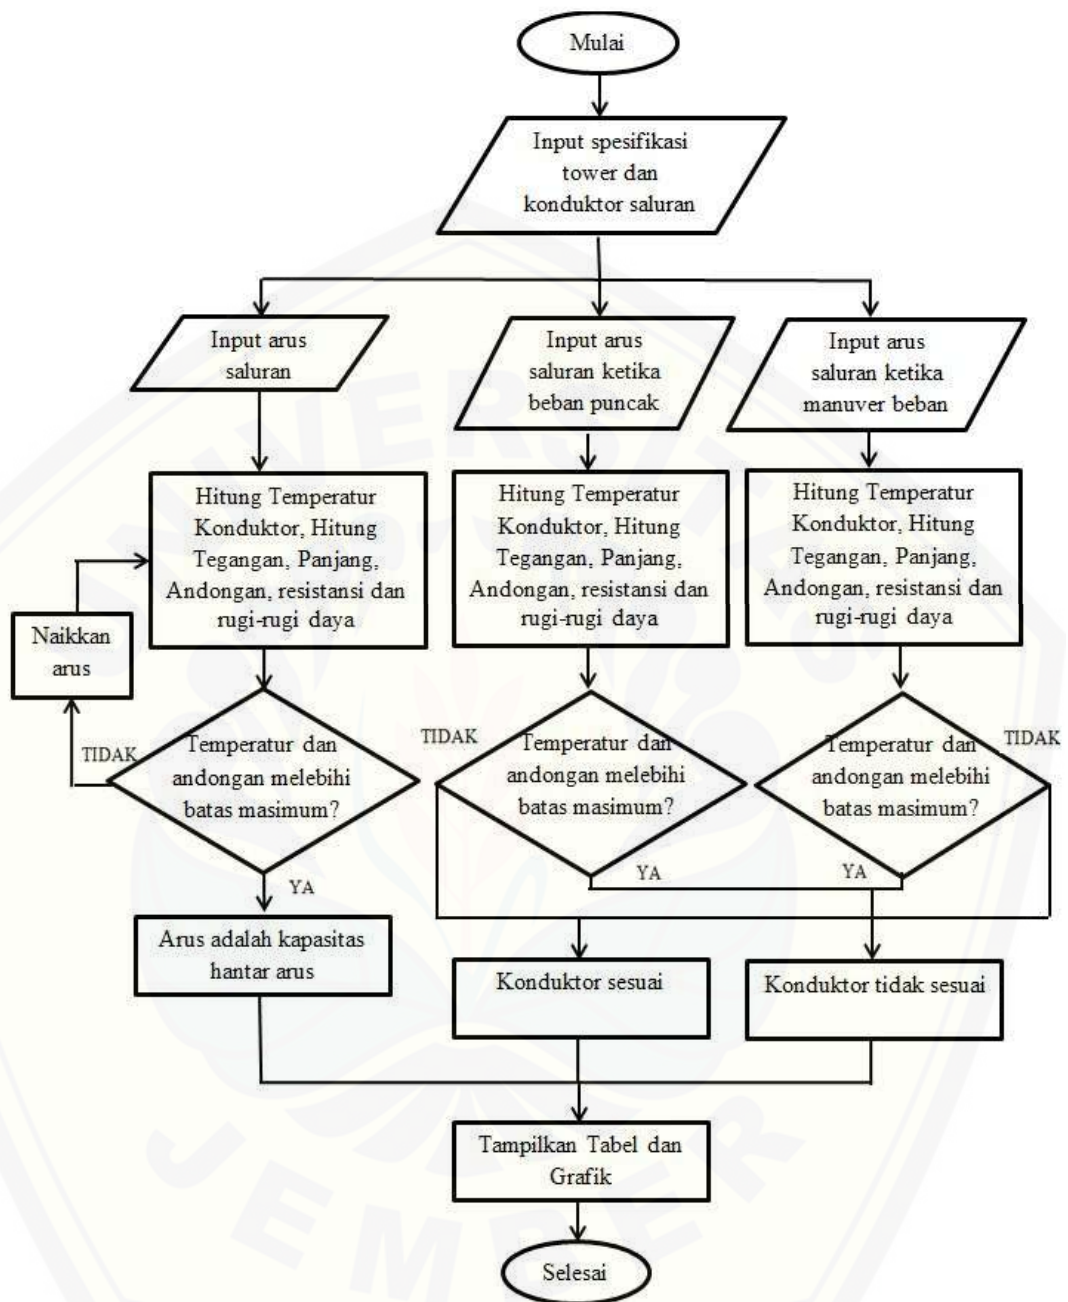 Mulai
Input spesifikasi
tower dan
konduktor saluran
Input arus
saluran
Input arus
saluran ketika
beban puncak
Input arus
saluran ketika
manuver beban
Hitung Temperatur
Konduktor, Hitung
Tegangan, Panjang,
Andongan, resistansi dan
rugi-rugi daya
Hitung Temperatur
Konduktor, Hitung
Tegangan, Panjang,
Andongan, resistansi dan
rugi-rugi daya
Hitung Temperatur
Konduktor, Hitung
Tegangan, Panjang,
Andongan, resistansi dan
rugi-rugi daya
Naikkan
arus
TIDAK
Temperatur dan
andongan melebihi
batas masimum?
YA
TIDAK
Temperatur dan
andongan melebihi
batas masimum?
YA
Temperatur dan
andongan melebihi
batas masimum?
TIDAK
YA
Arus adalah kapasitas
hantar arus
Konduktor sesuai
Konduktor tidak sesuai
Tampilkan Tabel dan
Grafik
Selesai
UNIVERSITAS
JEMBER